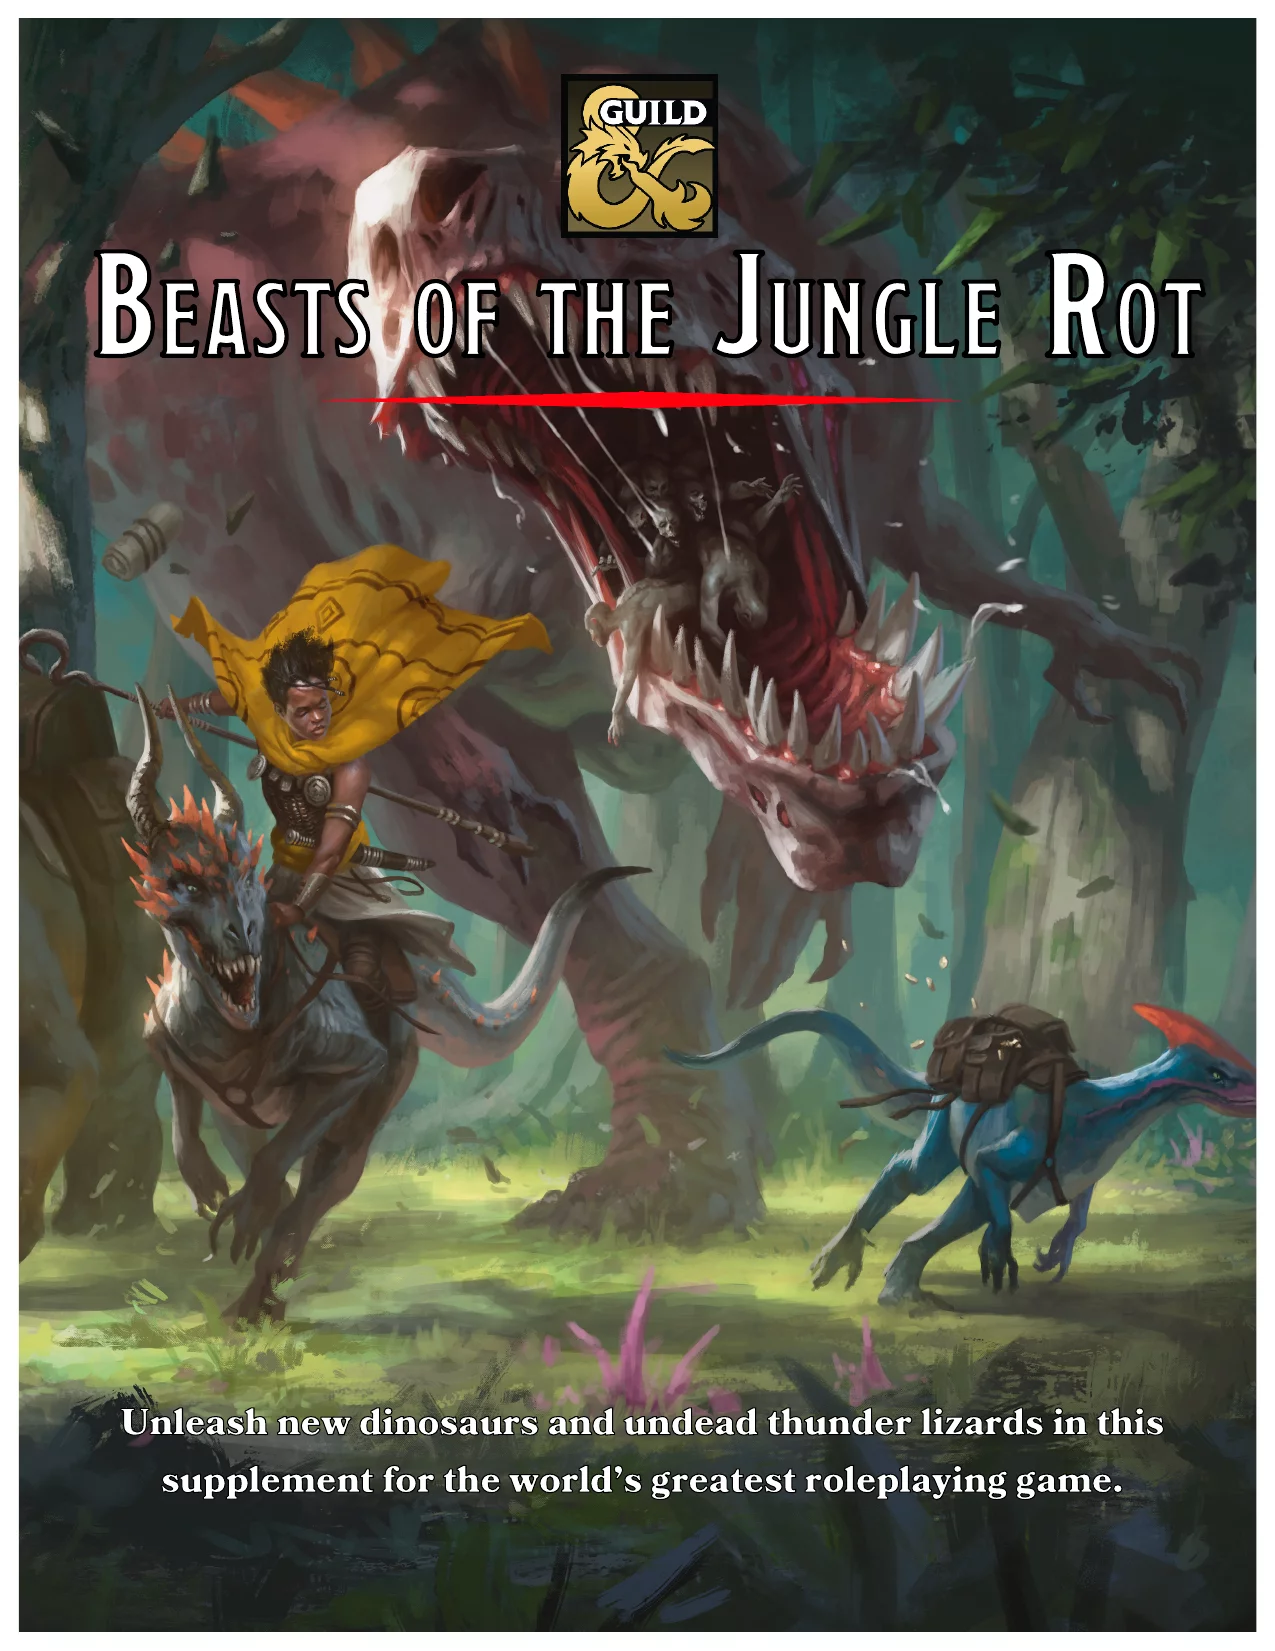 GUILD
BEASTS OF THE JUNGLE ROT
Unleash new dinosaurs and undead thunder lizards in this
supplement for the world's greatest roleplaying game.